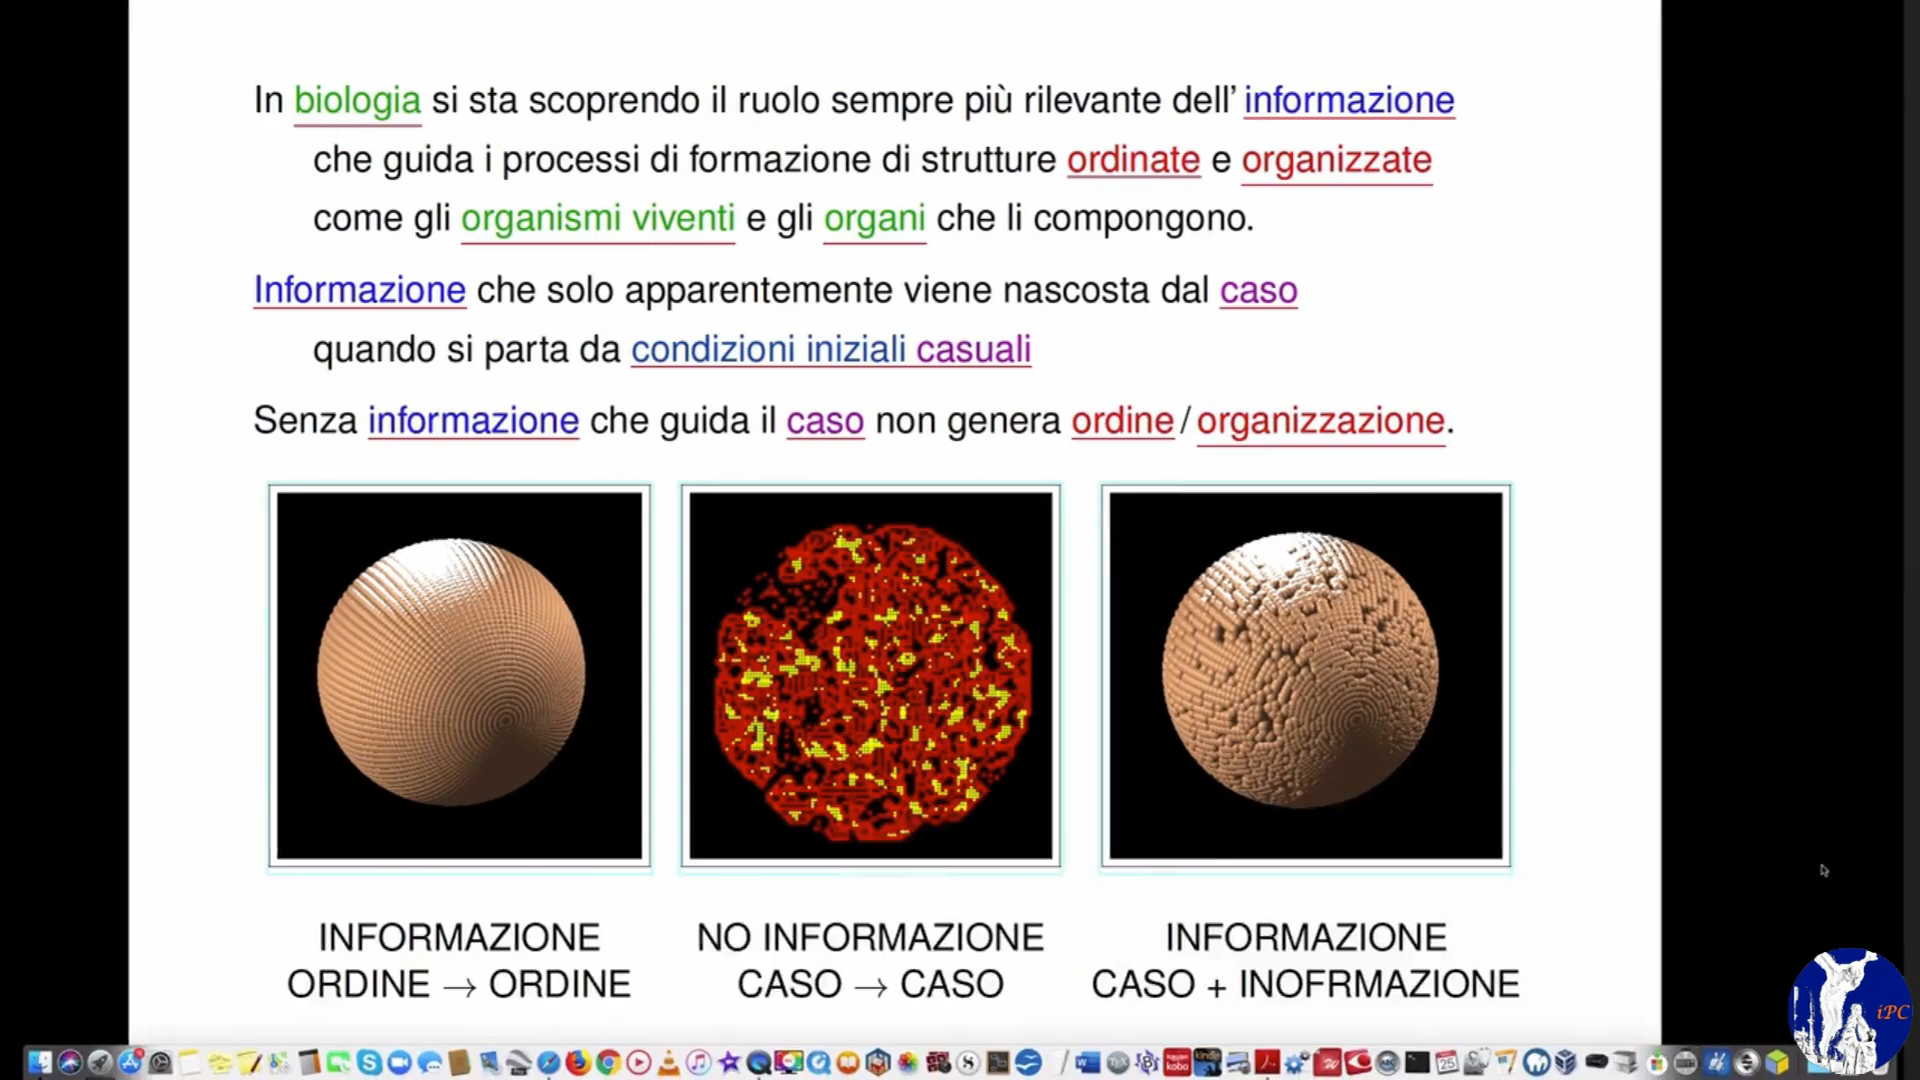 In biologia si sta scoprendo il ruolo sempre più rilevante dell’ informazione
che guida i processi di formazione di strutture ordinate e organizzate
come gli organismi viventi e gli organi che li compongono.
Informazione che solo apparentemente viene nascosta dal caso
quando si parta da condizioni iniziali casuali
Senza informazione che guida il caso non genera ordine / organizzazione.
INFORMAZIONE
ORDINE → ORDINE
NO INFORMAZIONE
CASO → CASO
INFORMAZIONE
CASO + INOFRMAZIONE
iPC